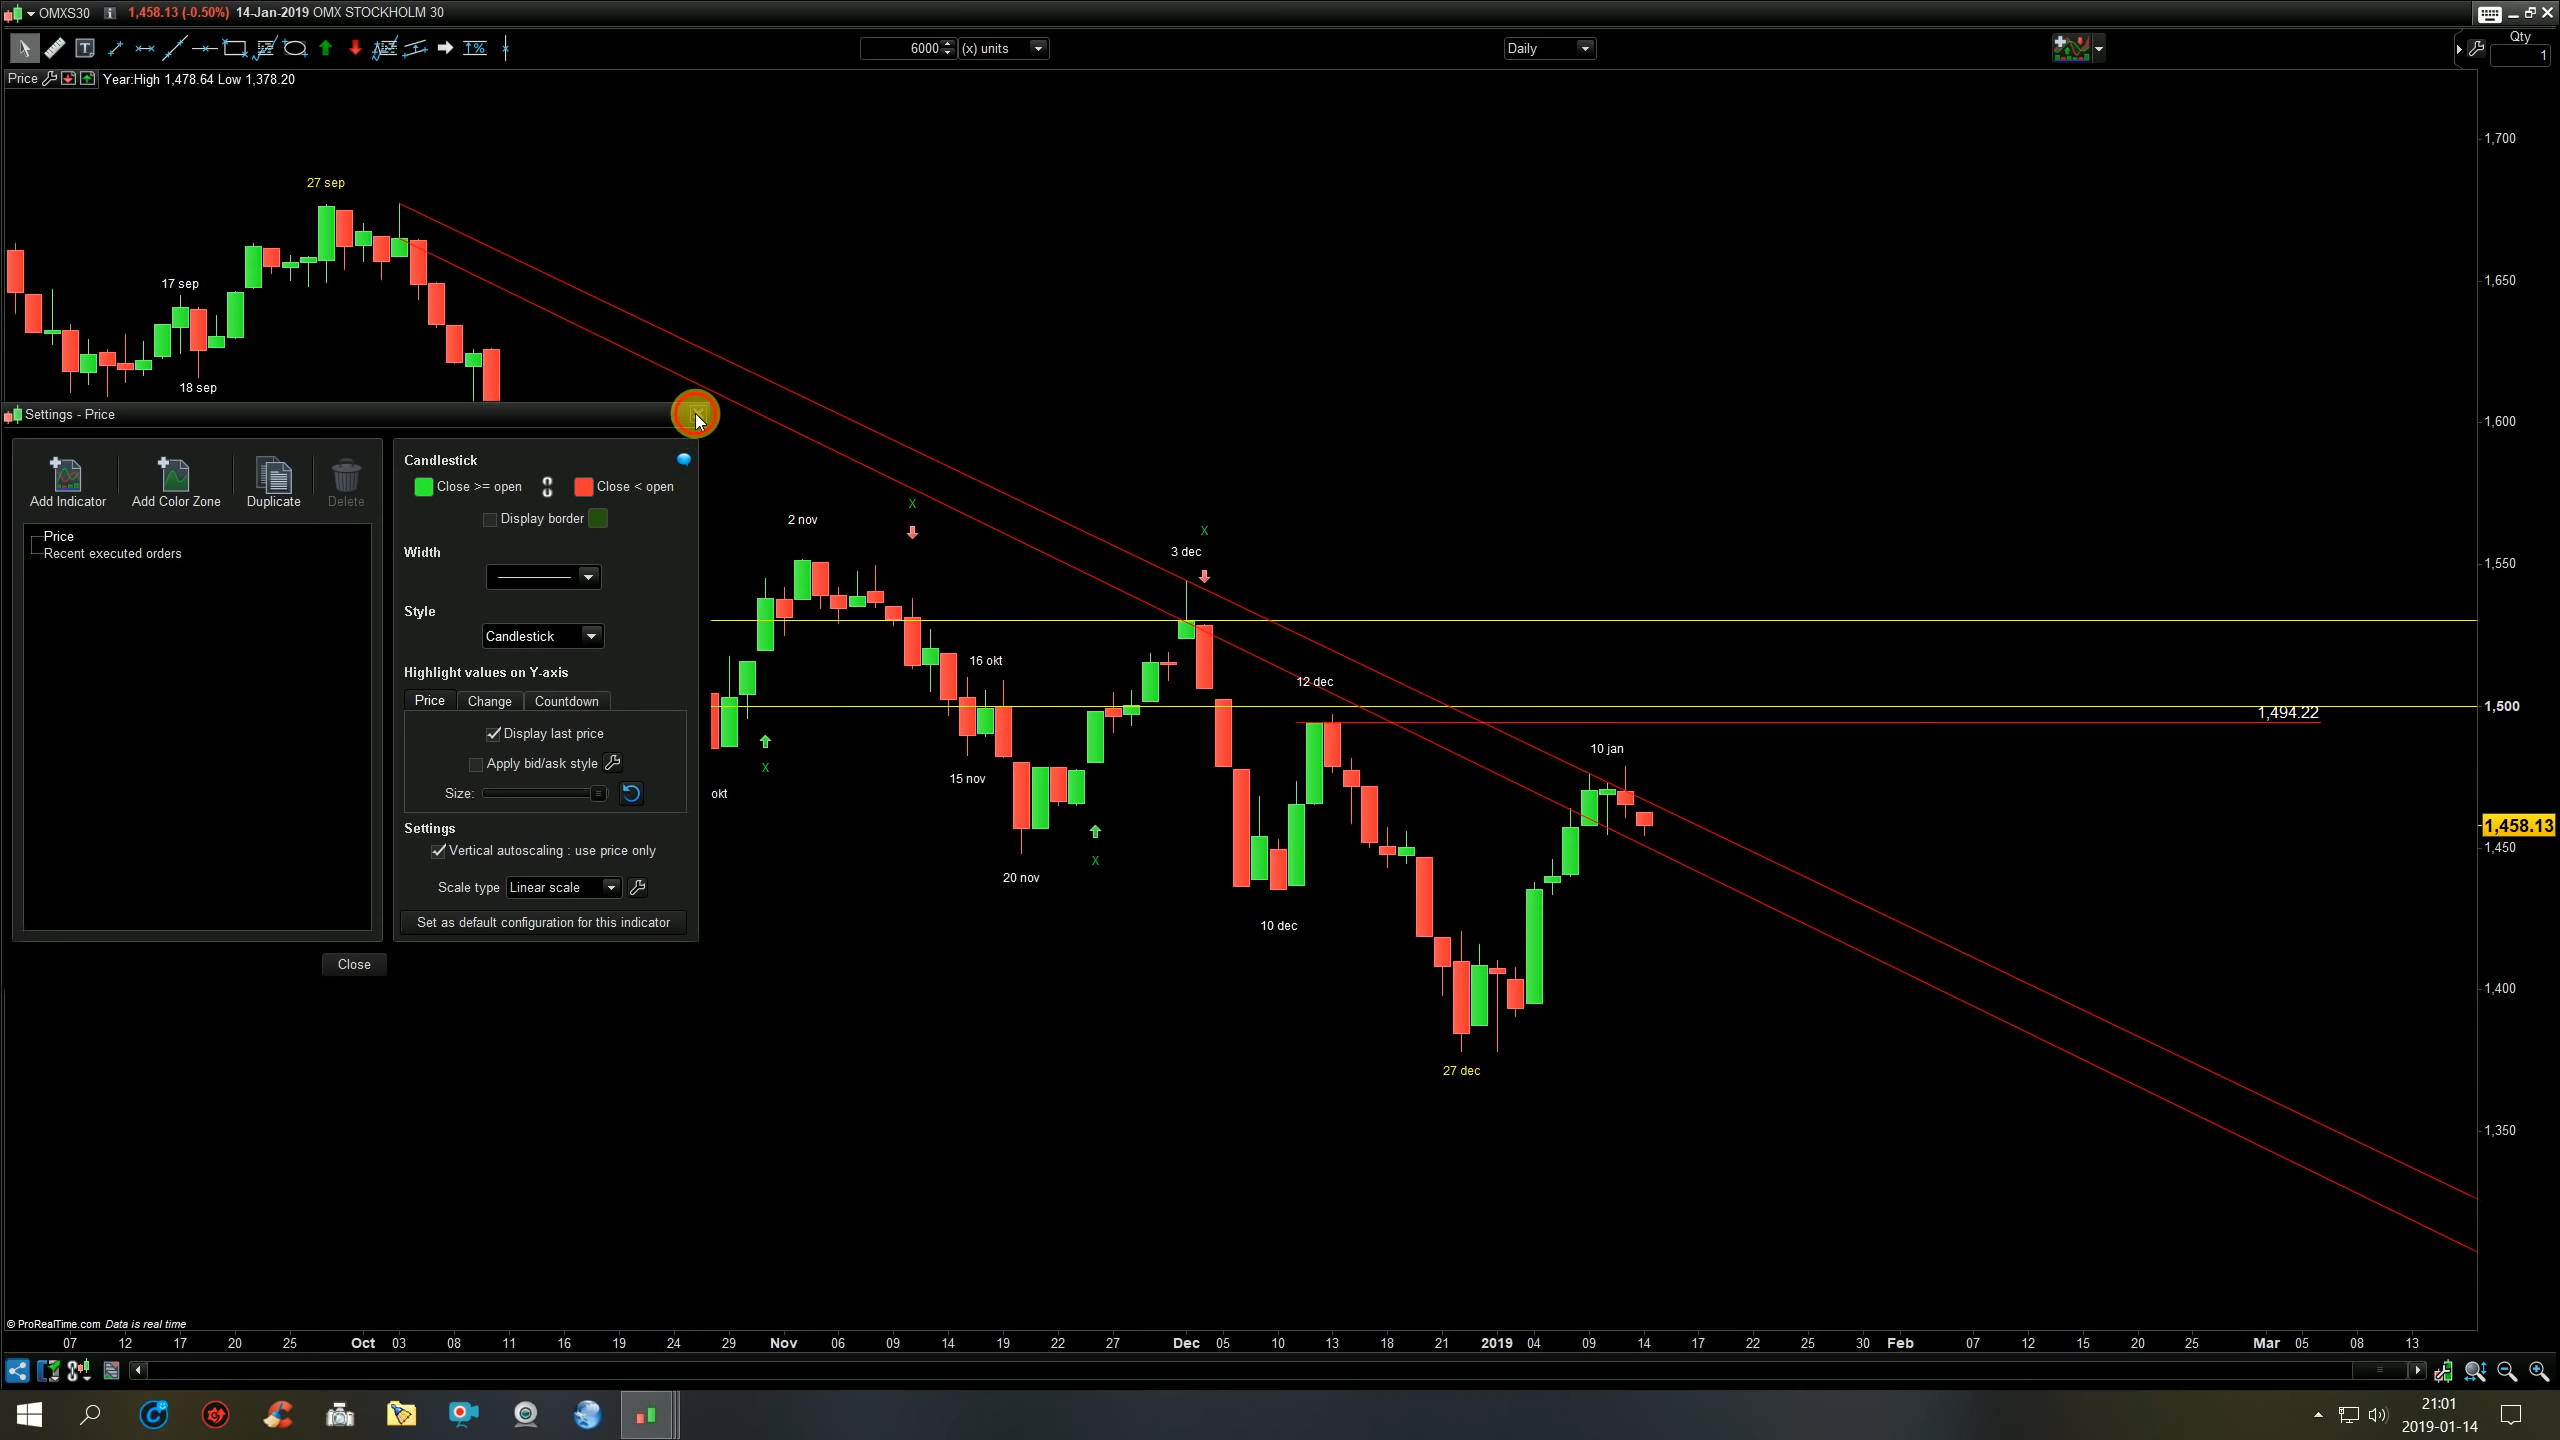 OMXS30 1,458.13 (-0.50%) 14-Jan-2019 OMX STOCKHOLM 30
6000 (x) units
Daily
Qty
1
Price Year:High 1,478.64 Low 1,378.20
1,700
27 sep
17 sep
1,650
18 sep
1,600
Settings - Price
Add Indicator
Add Color Zone
Duplicate
Delete
Price
Recent executed orders
Close
Candlestick
Close >= open
Close < open
Display border
Width
Style
Candlestick
Highlight values on Y-axis
Price Change Countdown
Display last price
Apply bid/ask style
Size:
Settings
Vertical autoscaling : use price only
Scale type Linear scale
Set as default configuration for this indicator
okt
X
2 nov
X
X
3 dec
1,550
16 okt
12 dec
1,500
1,494.22
10 jan
15 nov
1,458.13
1,450
X
20 nov
10 dec
1,400
27 dec
1,350
© ProRealTime.com Data is real time
07 12 17 20 25 Oct 03 08 11 16 19 24 29 Nov 06 09 14 19 22 27 Dec 05 10 13 18 21 2019 04 09 14 17 22 25 30 Feb 07 12 15 20 25 Mar 05 08 13
21:01
2019-01-14